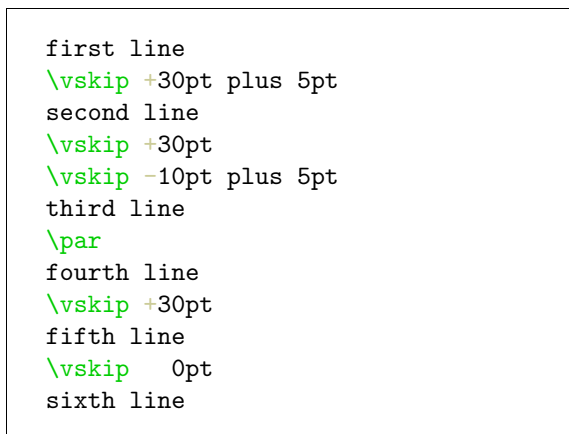 first line
\vskip +30pt plus 5pt
second line
\vskip +30pt
\vskip -10pt plus 5pt
third line
\par
fourth line
\vskip +30pt
fifth line
\vskip   0pt
sixth line